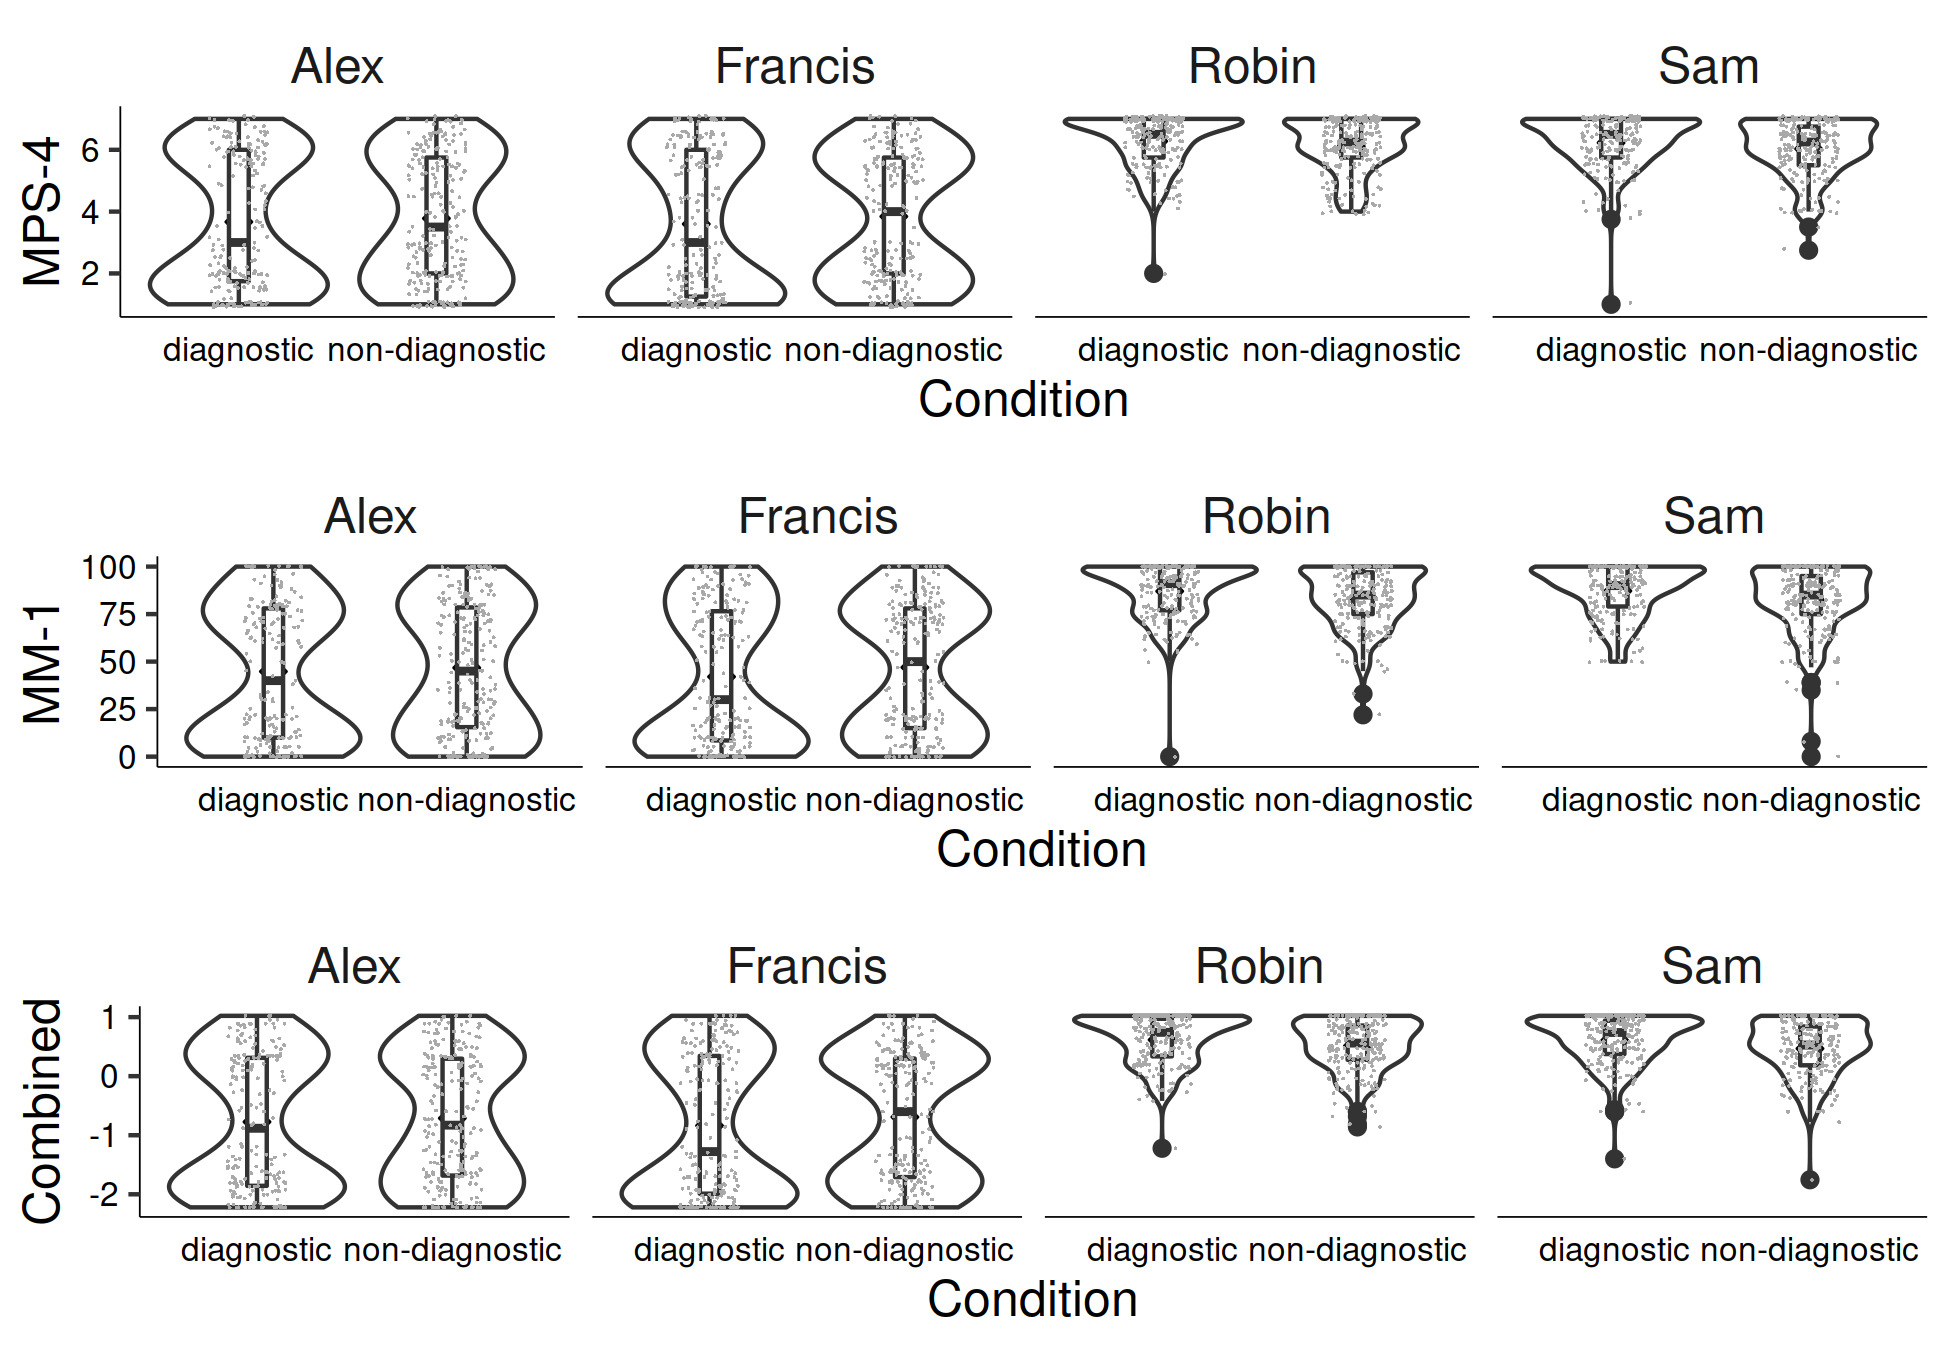 Alex Francis Robin Sam
MPS-4
6
4
2
diagnostic non-diagnostic diagnostic non-diagnostic diagnostic non-diagnostic diagnostic non-diagnostic
Condition
Alex Francis Robin Sam
MM-1
100
75
50
25
0
diagnostic non-diagnostic diagnostic non-diagnostic diagnostic non-diagnostic diagnostic non-diagnostic
Condition
Alex Francis Robin Sam
Combined
1
0
-1
-2
diagnostic non-diagnostic diagnostic non-diagnostic diagnostic non-diagnostic diagnostic non-diagnostic
Condition